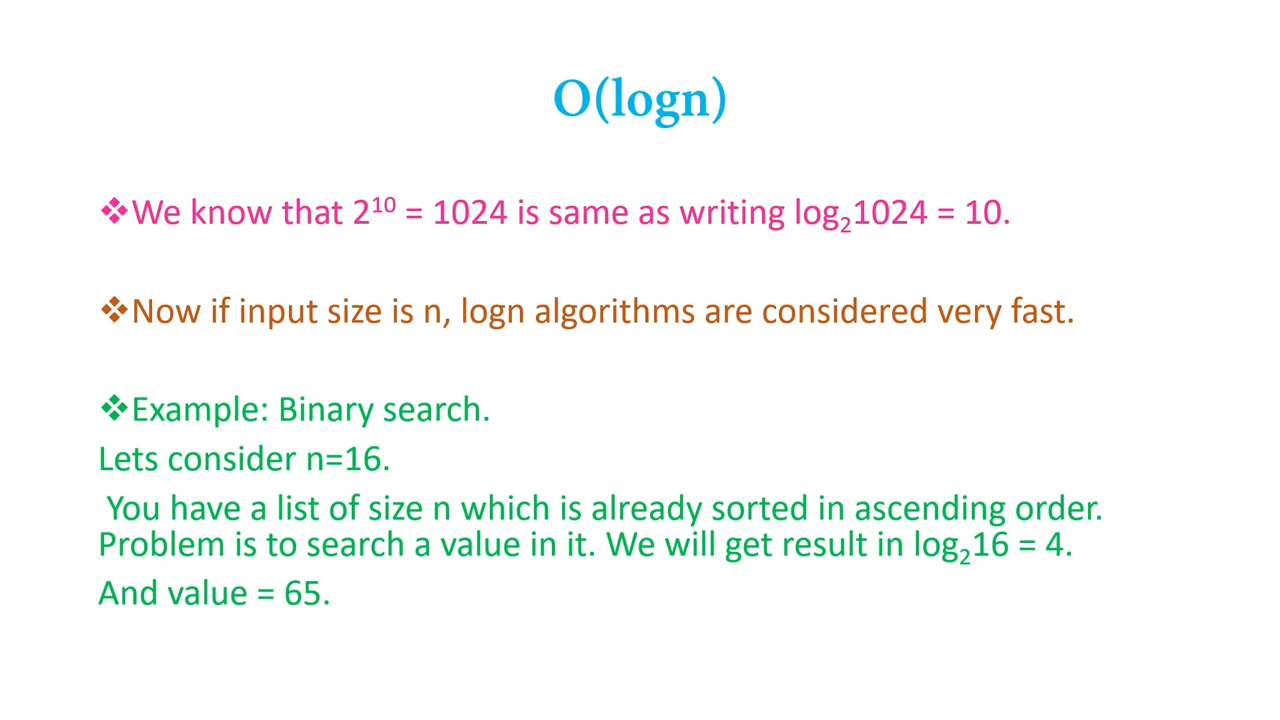 O(logn)
❖We know that 2¹⁰ = 1024 is same as writing log₂1024 = 10.
❖Now if input size is n, logn algorithms are considered very fast.
❖Example: Binary search.
Lets consider n=16.
You have a list of size n which is already sorted in ascending order.
Problem is to search a value in it. We will get result in log₂16 = 4.
And value = 65.